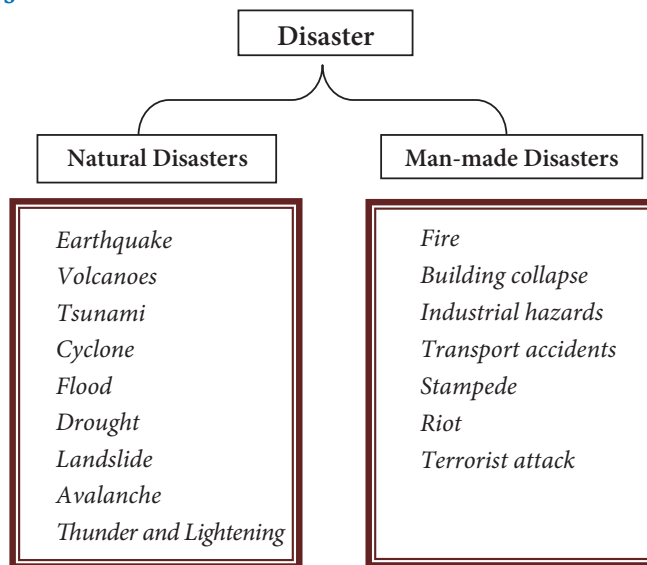 Disaster
Natural Disasters
Earthquake
Volcanoes
Tsunami
Cyclone
Flood
Drought
Landslide
Avalanche
Thunder and Lightening
Man-made Disasters
Fire
Building collapse
Industrial hazards
Transport accidents
Stampede
Riot
Terrorist attack